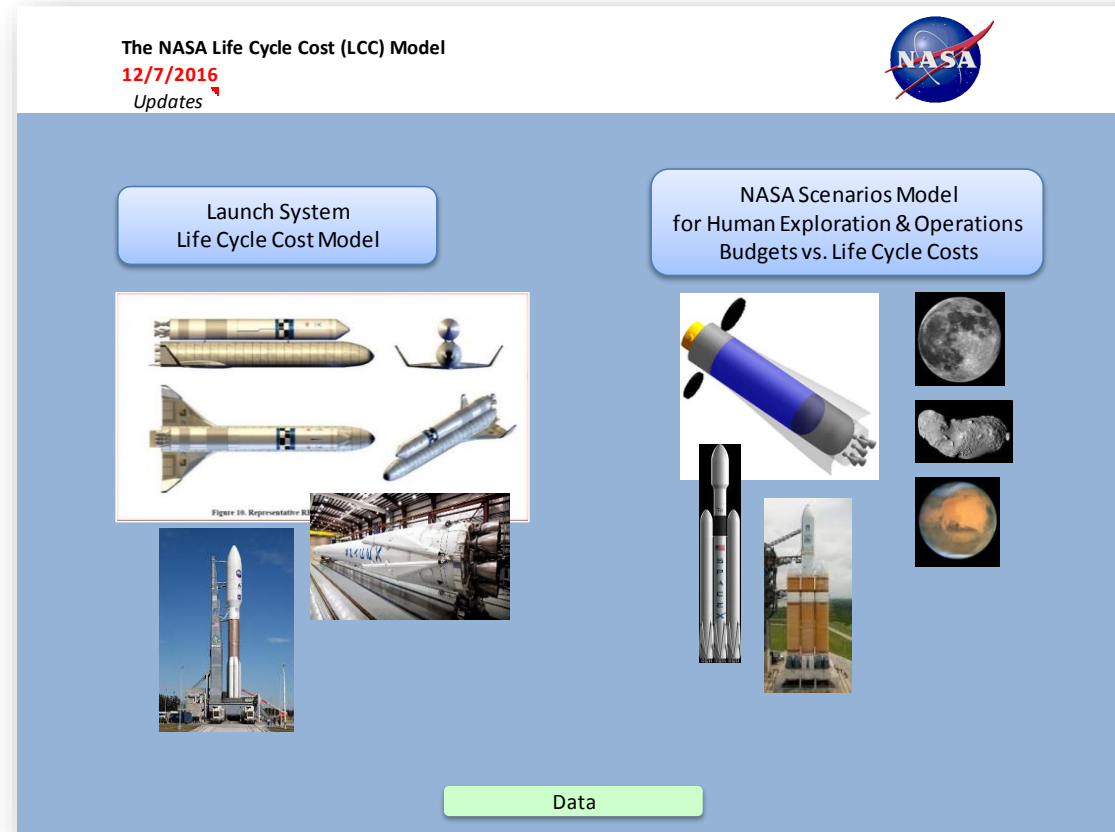 The NASA Life Cycle Cost (LCC) Model
12/7/2016
Updates
NASA
Launch System
Life Cycle Cost Model
NASA Scenarios Model
for Human Exploration & Operations
Budgets vs. Life Cycle Costs
Figure 10. Representative
SPACEX
Data